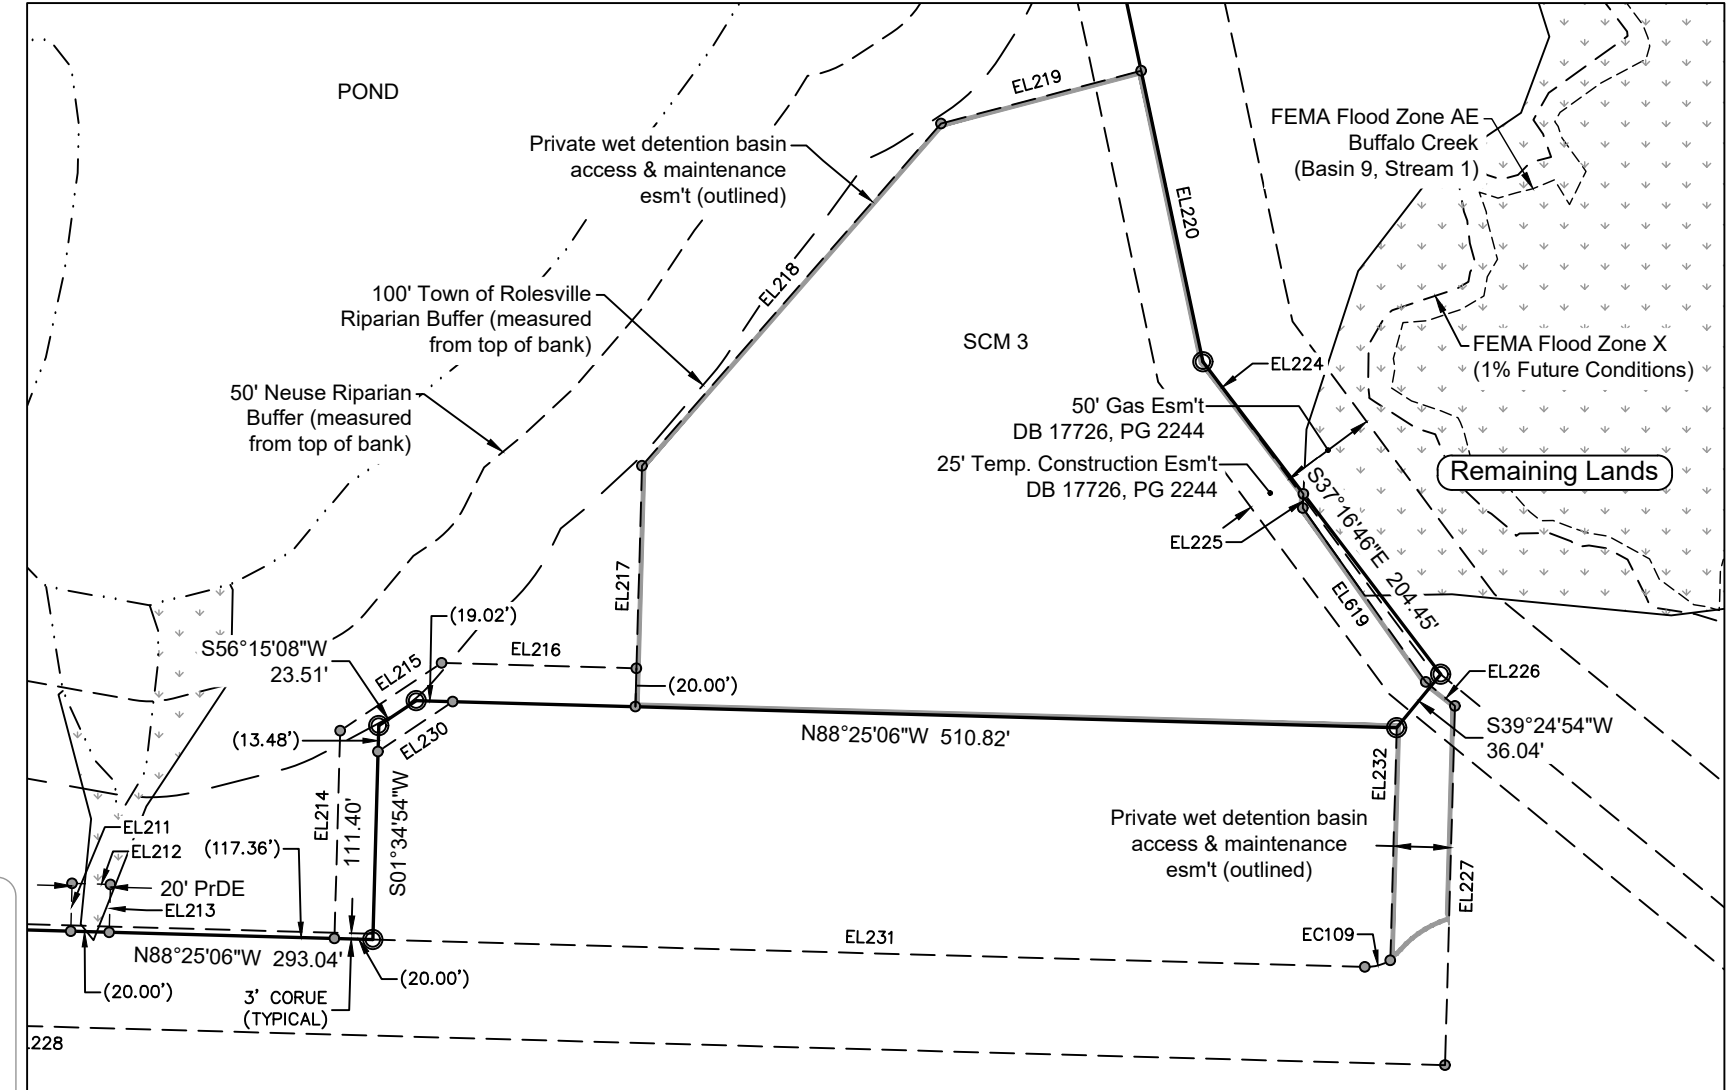 POND
EL219
Private wet detention basin
access & maintenance
esm't (outlined)
FEMA Flood Zone AE
Buffalo Creek
(Basin 9, Stream 1)
EL220
EL218
100' Town of Rolesville
Riparian Buffer (measured
from top of bank)
SCM 3
FEMA Flood Zone X
(1% Future Conditions)
EL224
50' Neuse Riparian
Buffer (measured
from top of bank)
50' Gas Esm't
DB 17726, PG 2244
25' Temp. Construction Esm't
DB 17726, PG 2244
Remaining Lands
S37°16'46"E 204.45'
EL225
EL217
EL619
(19.02')
S56°15'08"W
23.51'
EL215
EL216
EL226
(20.00')
(13.48')
EL230
N88°25'06"W 510.82'
S39°24'54"W
36.04'
EL232
EL214
111.40'
S01°34'54"W
Private wet detention basin
access & maintenance
esm't (outlined)
EL211
EL212
(117.36')
20' PrDE
EL213
EL227
EL231
EC109
N88°25'06"W 293.04'
(20.00')
(20.00')
3' CORUE
(TYPICAL)
.228